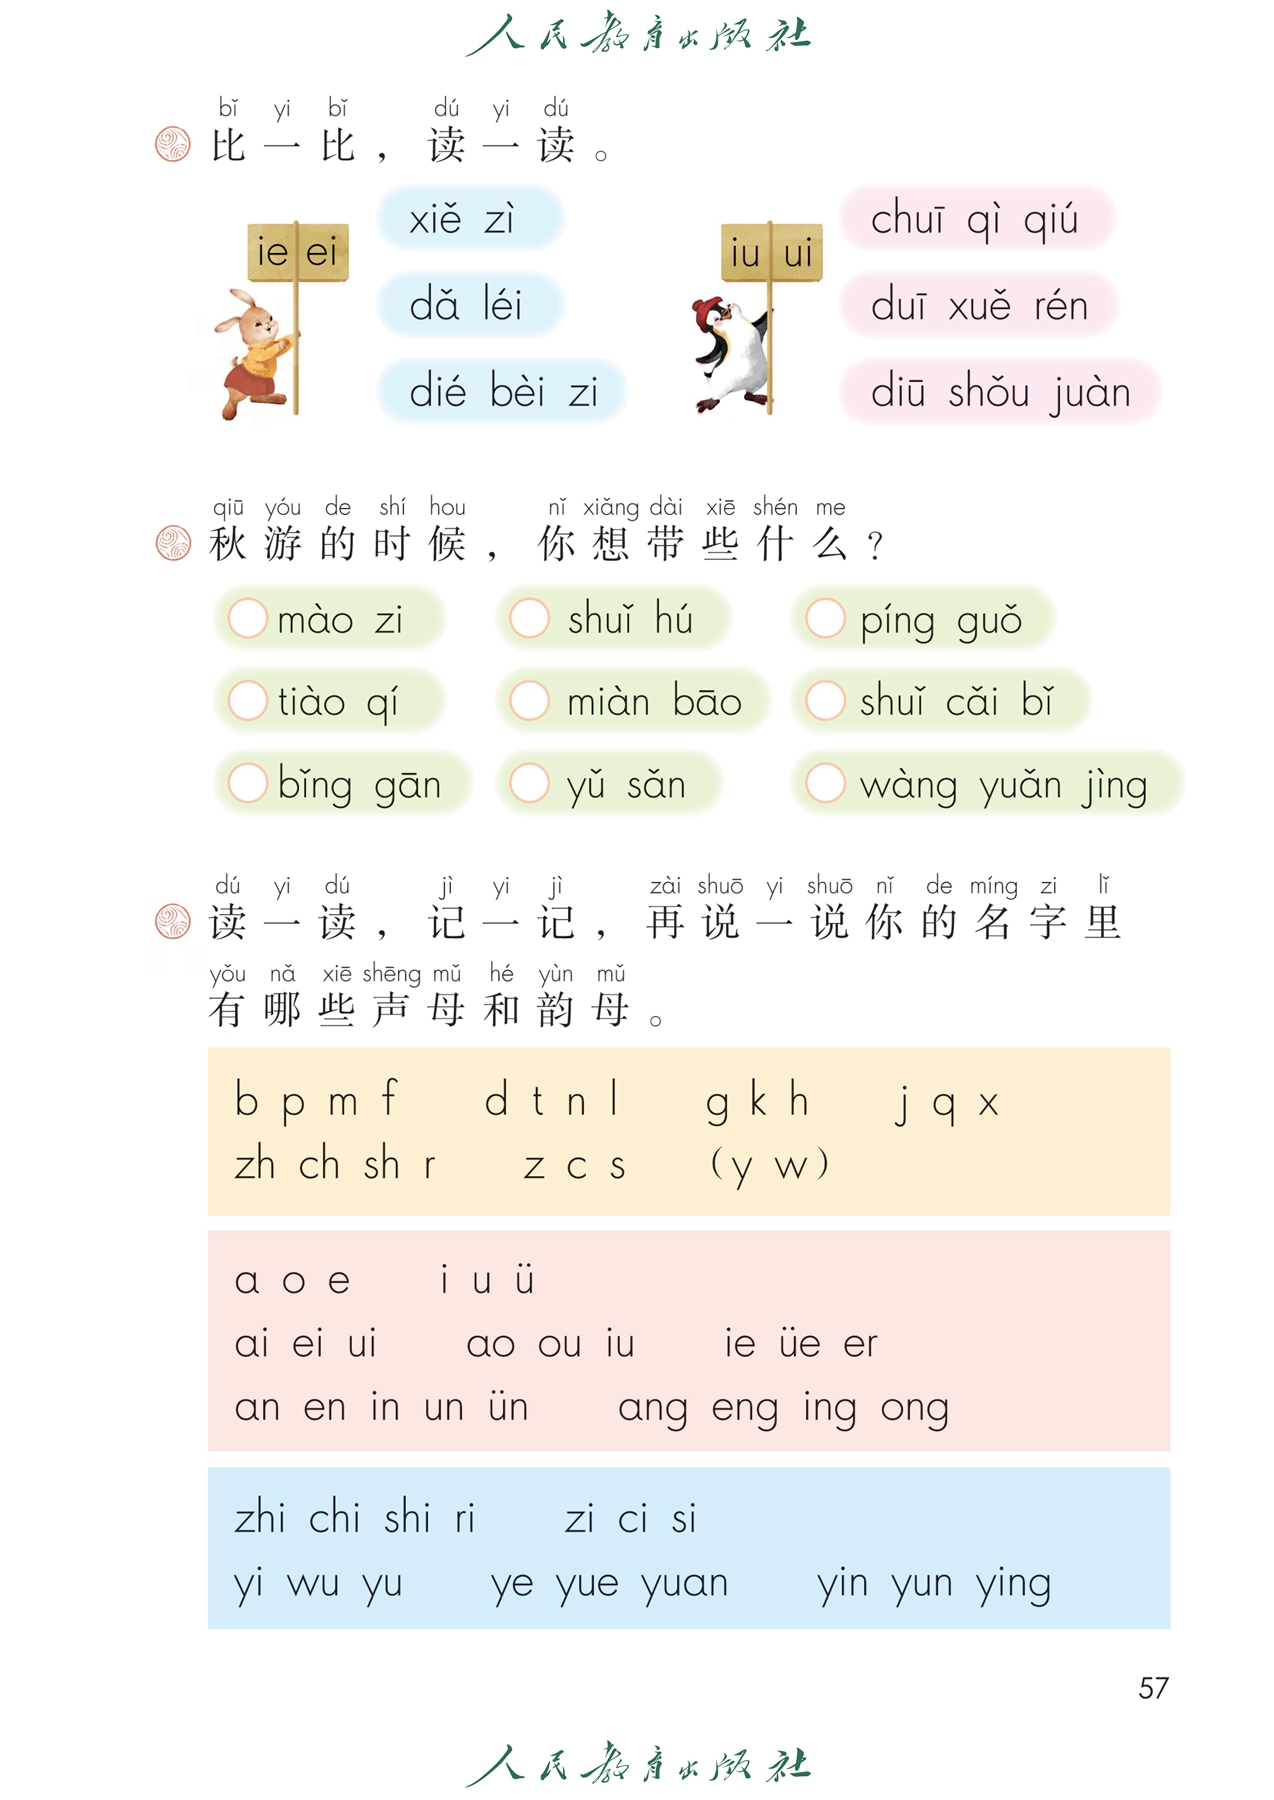 人民教育出版社
bǐ yi bǐ dú yi dú
比一比，读一读。
ie ei
xiě zì
dǎ léi
dié bèi zi
iu ui
chuī qì qiú
duī xuě rén
diū shǒu juàn
qiū yóu de shí hou nǐ xiǎng dài xiē shén me
秋游的时候，你想带些什么？
mào zi shuǐ hú píng guǒ
tiào qí miàn bāo shuǐ cǎi bǐ
bǐng gān yǔ sǎn wàng yuǎn jìng
dú yi dú jì yi jì zài shuō yi shuō nǐ de míng zi lǐ
读一读，记一记，再说一说你的名字里
yǒu nǎ xiē shēng mǔ hé yùn mǔ
有哪些声母和韵母。
b p m f d t n l g k h j q x
zh ch sh r z c s （y w）
a o e i u ü
ai ei ui ao ou iu ie üe er
an en in un ün ang eng ing ong
zhi chi shi ri zi ci si
yi wu yu ye yue yuan yin yun ying
57
人民教育出版社